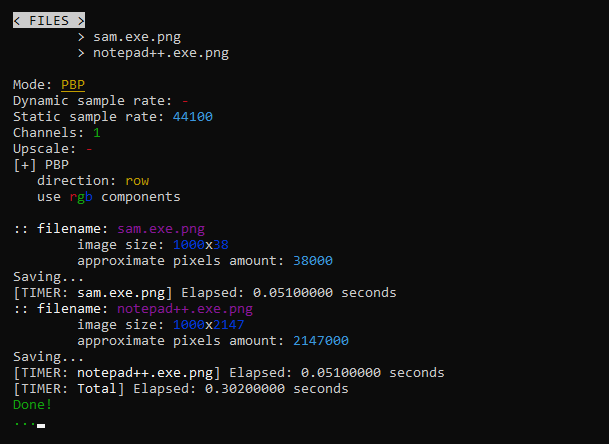 < FILES >
> sam.exe.png
> notepad++.exe.png
Mode: PBP
Dynamic sample rate: -
Static sample rate: 44100
Channels: 1
Upscale: -
[+] PBP
direction: row
use rgb components
:: filename: sam.exe.png
image size: 1000x38
approximate pixels amount: 38000
Saving...
[TIMER: sam.exe.png] Elapsed: 0.05100000 seconds
:: filename: notepad++.exe.png
image size: 1000x2147
approximate pixels amount: 2147000
Saving...
[TIMER: notepad++.exe.png] Elapsed: 0.05100000 seconds
[TIMER: Total] Elapsed: 0.30200000 seconds
Done!
...